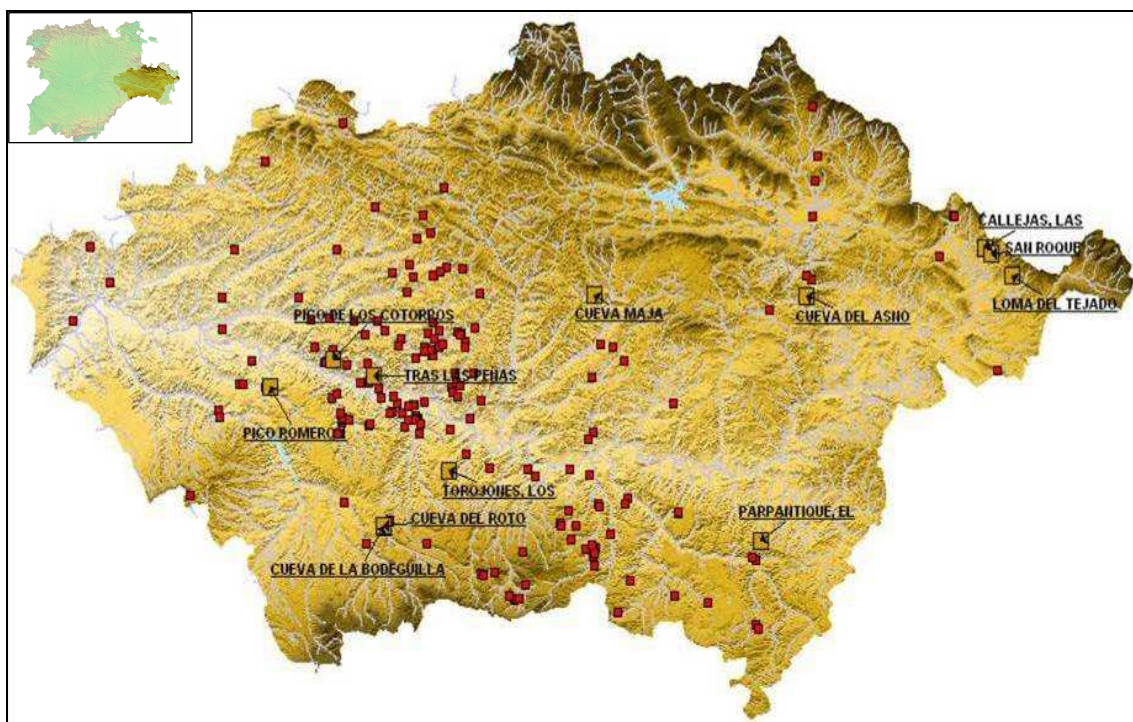 CALLEJAS, LAS
SAN ROQUE
LOMA DEL TEJADO
CUEVA MAJA
CUEVA DEL ASNO
PICO DE LOS COTORROS
TRAS LAS PEÑAS
PICO ROMERO
TOROJONES, LOS
CUEVA DEL ROTO
PARPANTIQUE, EL
CUEVA DE LA BODEGUILLA